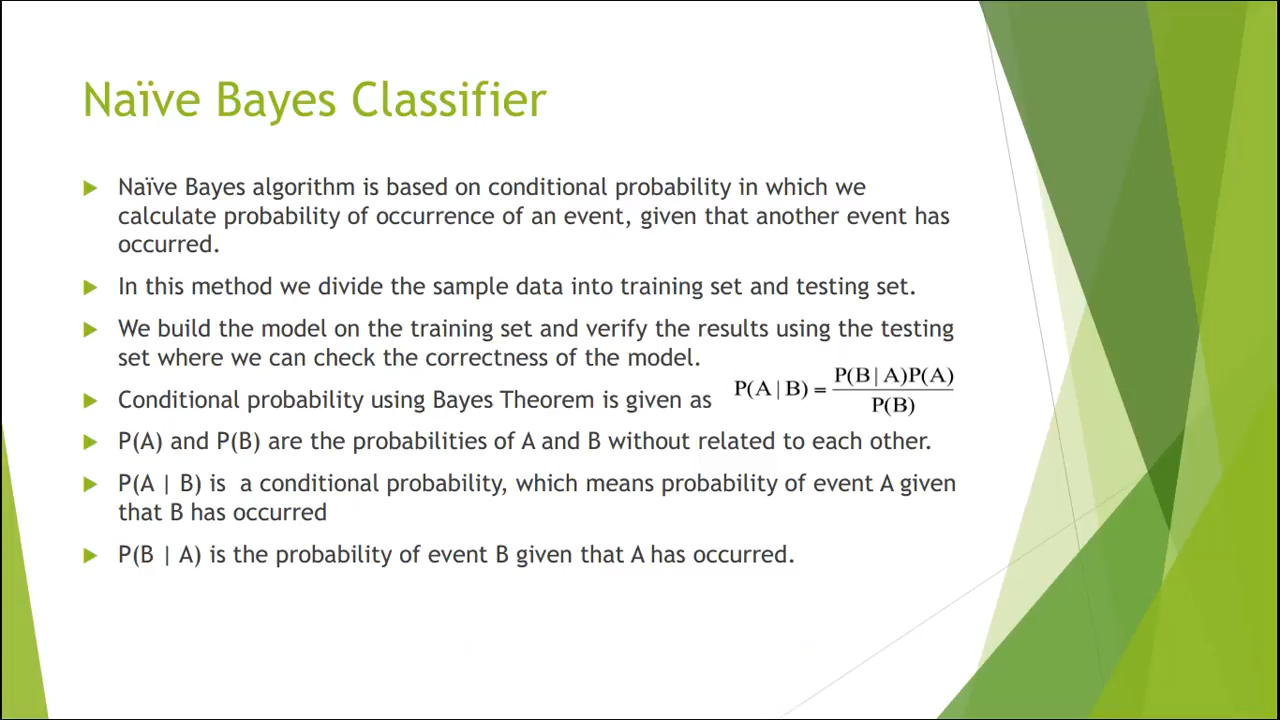 Naïve Bayes Classifier
Naïve Bayes algorithm is based on conditional probability in which we
calculate probability of occurrence of an event, given that another event has
occurred.
In this method we divide the sample data into training set and testing set.
We build the model on the training set and verify the results using the testing
set where we can check the correctness of the model.
Conditional probability using Bayes Theorem is given as P(A | B) = P(B | A)P(A) / P(B)
P(A) and P(B) are the probabilities of A and B without related to each other.
P(A | B) is a conditional probability, which means probability of event A given
that B has occurred
P(B | A) is the probability of event B given that A has occurred.